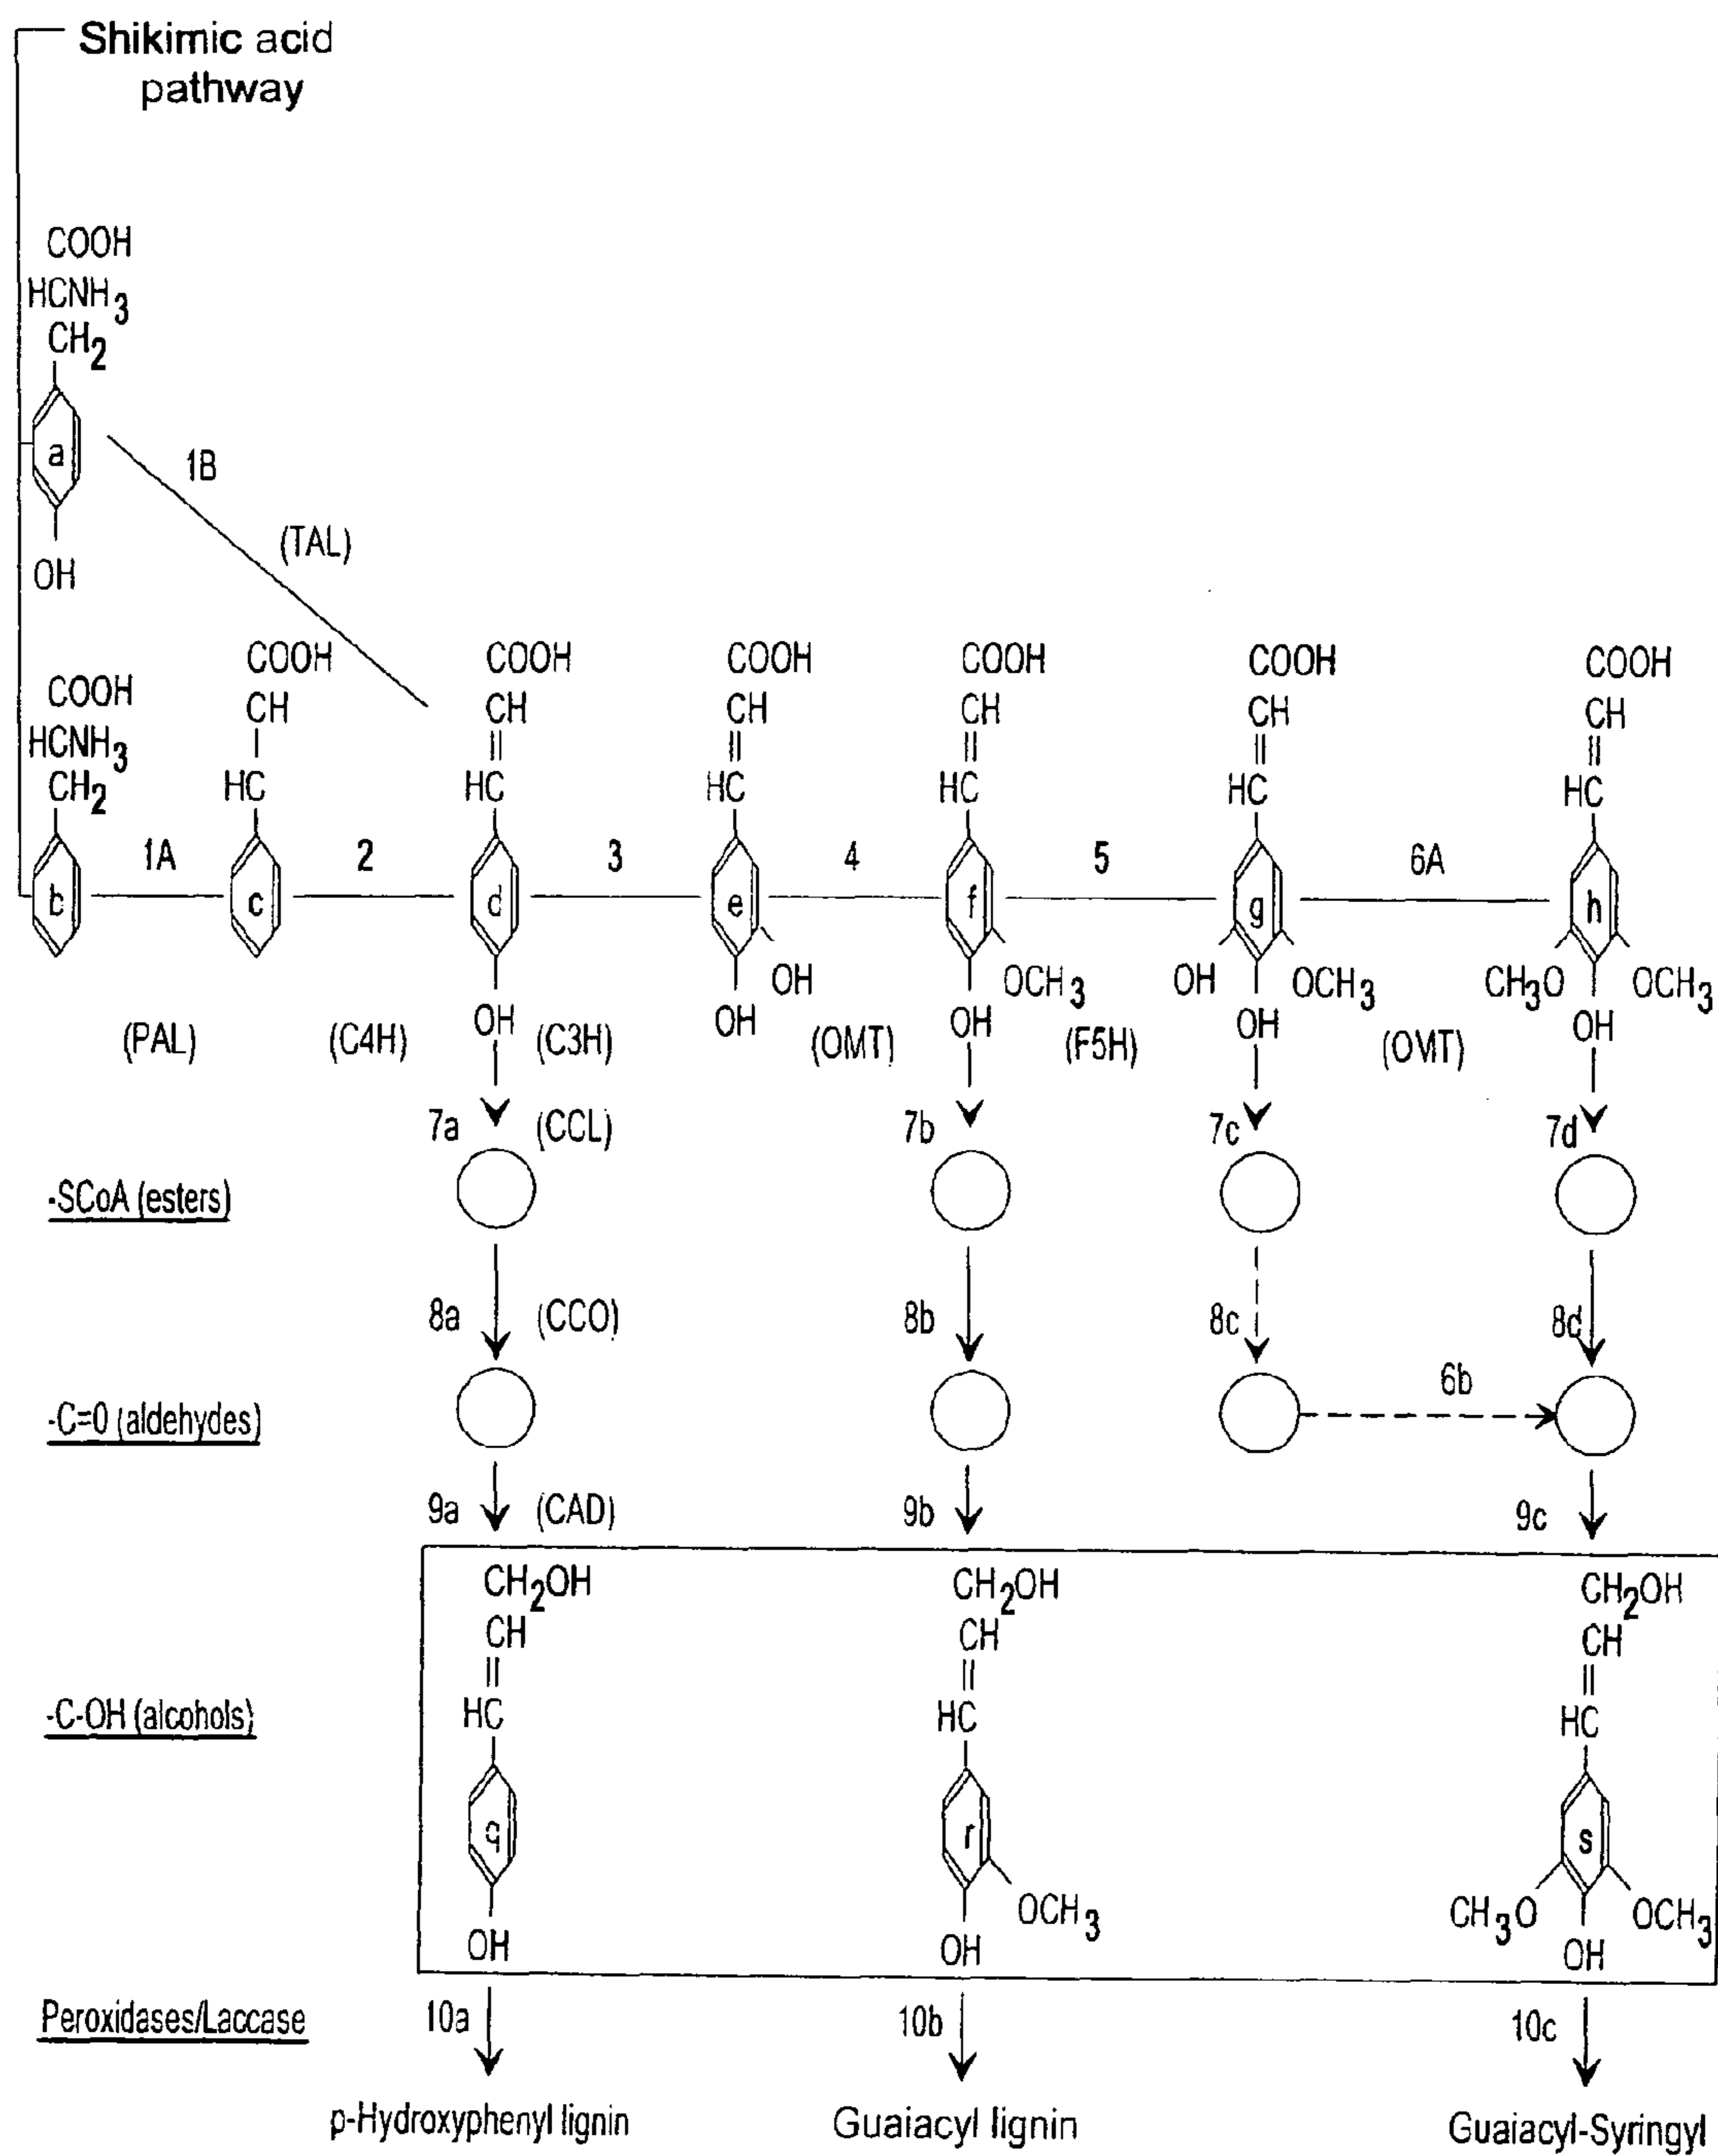 Shikimic acid
pathway
COOH
HCNH3
CH2
a
OH
1B
(TAL)
COOH
HCNH3
CH2
b
1A
(PAL)
COOH
CH
HC
c
2
(C4H)
COOH
CH
HC
d
OH
3
(C3H)
COOH
CH
HC
e
OH
OH
4
(OMT)
COOH
CH
HC
f
OCH3
OH
5
(F5H)
COOH
CH
HC
g
OH
OCH3
OH
6A
(OMT)
COOH
CH
HC
h
CH3O
OCH3
OH
7a
(CCL)
7b
7c
7d
-SCoA (esters)
8a
(CCO)
8b
8c
8d
6b
-C=O (aldehydes)
9a
(CAD)
9b
9c
-C-OH (alcohols)
CH2OH
CH
HC
q
OH
CH2OH
CH
HC
r
OCH3
OH
CH2OH
CH
HC
s
CH3O
OCH3
OH
Peroxidases/Laccase
10a
10b
10c
p-Hydroxyphenyl lignin
Guaiacyl lignin
Guaiacyl-Syringyl